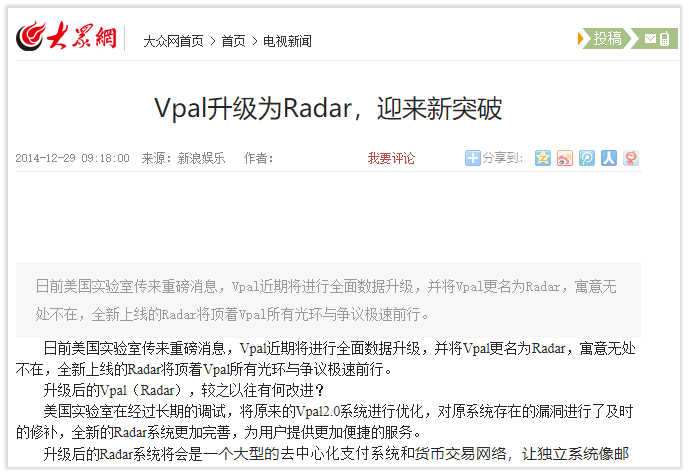 大众網
大众网首页 > 首页 > 电视新闻
投稿
Vpal升级为Radar，迎来新突破
2014-12-29 09:18:00 来源：新浪娱乐 作者： 我要评论 分享到：
日前美国实验室传来重磅消息，Vpal近期将进行全面数据升级，并将Vpal更名为Radar，寓意无
处不在，全新上线的Radar将顶着Vpal所有光环与争议极速前行。
日前美国实验室传来重磅消息，Vpal近期将进行全面数据升级，并将Vpal更名为Radar，寓意无处
不在，全新上线的Radar将顶着Vpal所有光环与争议极速前行。
升级后的Vpal（Radar），较之以往有何改进？
美国实验室在经过长期的调试，将原来的Vpal2.0系统进行优化，对原系统存在的漏洞进行了及时
的修补，全新的Radar系统更加完善，为用户提供更加便捷的服务。
升级后的Radar系统将会是一个大型的去中心化支付系统和货币交易网络，让独立系统像邮